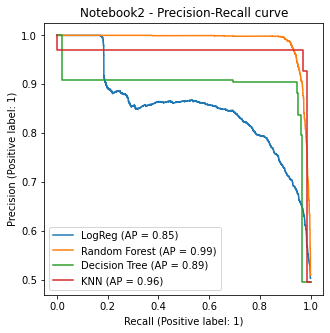 Notebook2 - Precision-Recall curve
Precision (Positive label: 1)
1.0
0.9
0.8
0.7
0.6
0.5
LogReg (AP = 0.85)
Random Forest (AP = 0.99)
Decision Tree (AP = 0.89)
KNN (AP = 0.96)
0.0 0.2 0.4 0.6 0.8 1.0
Recall (Positive label: 1)